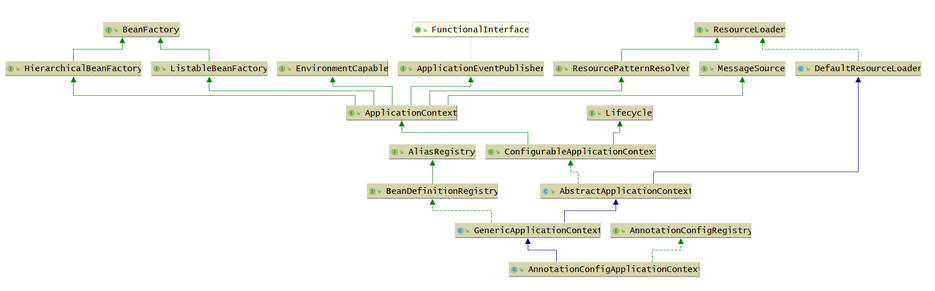 BeanFactory
FunctionalInterface
ResourceLoader
HierarchicalBeanFactory
ListableBeanFactory
EnvironmentCapable
ApplicationEventPublisher
ResourcePatternResolver
MessageSource
DefaultResourceLoader
ApplicationContext
Lifecycle
AliasRegistry
ConfigurableApplicationContext
BeanDefinitionRegistry
AbstractApplicationContext
GenericApplicationContext
AnnotationConfigRegistry
AnnotationConfigApplicationContext